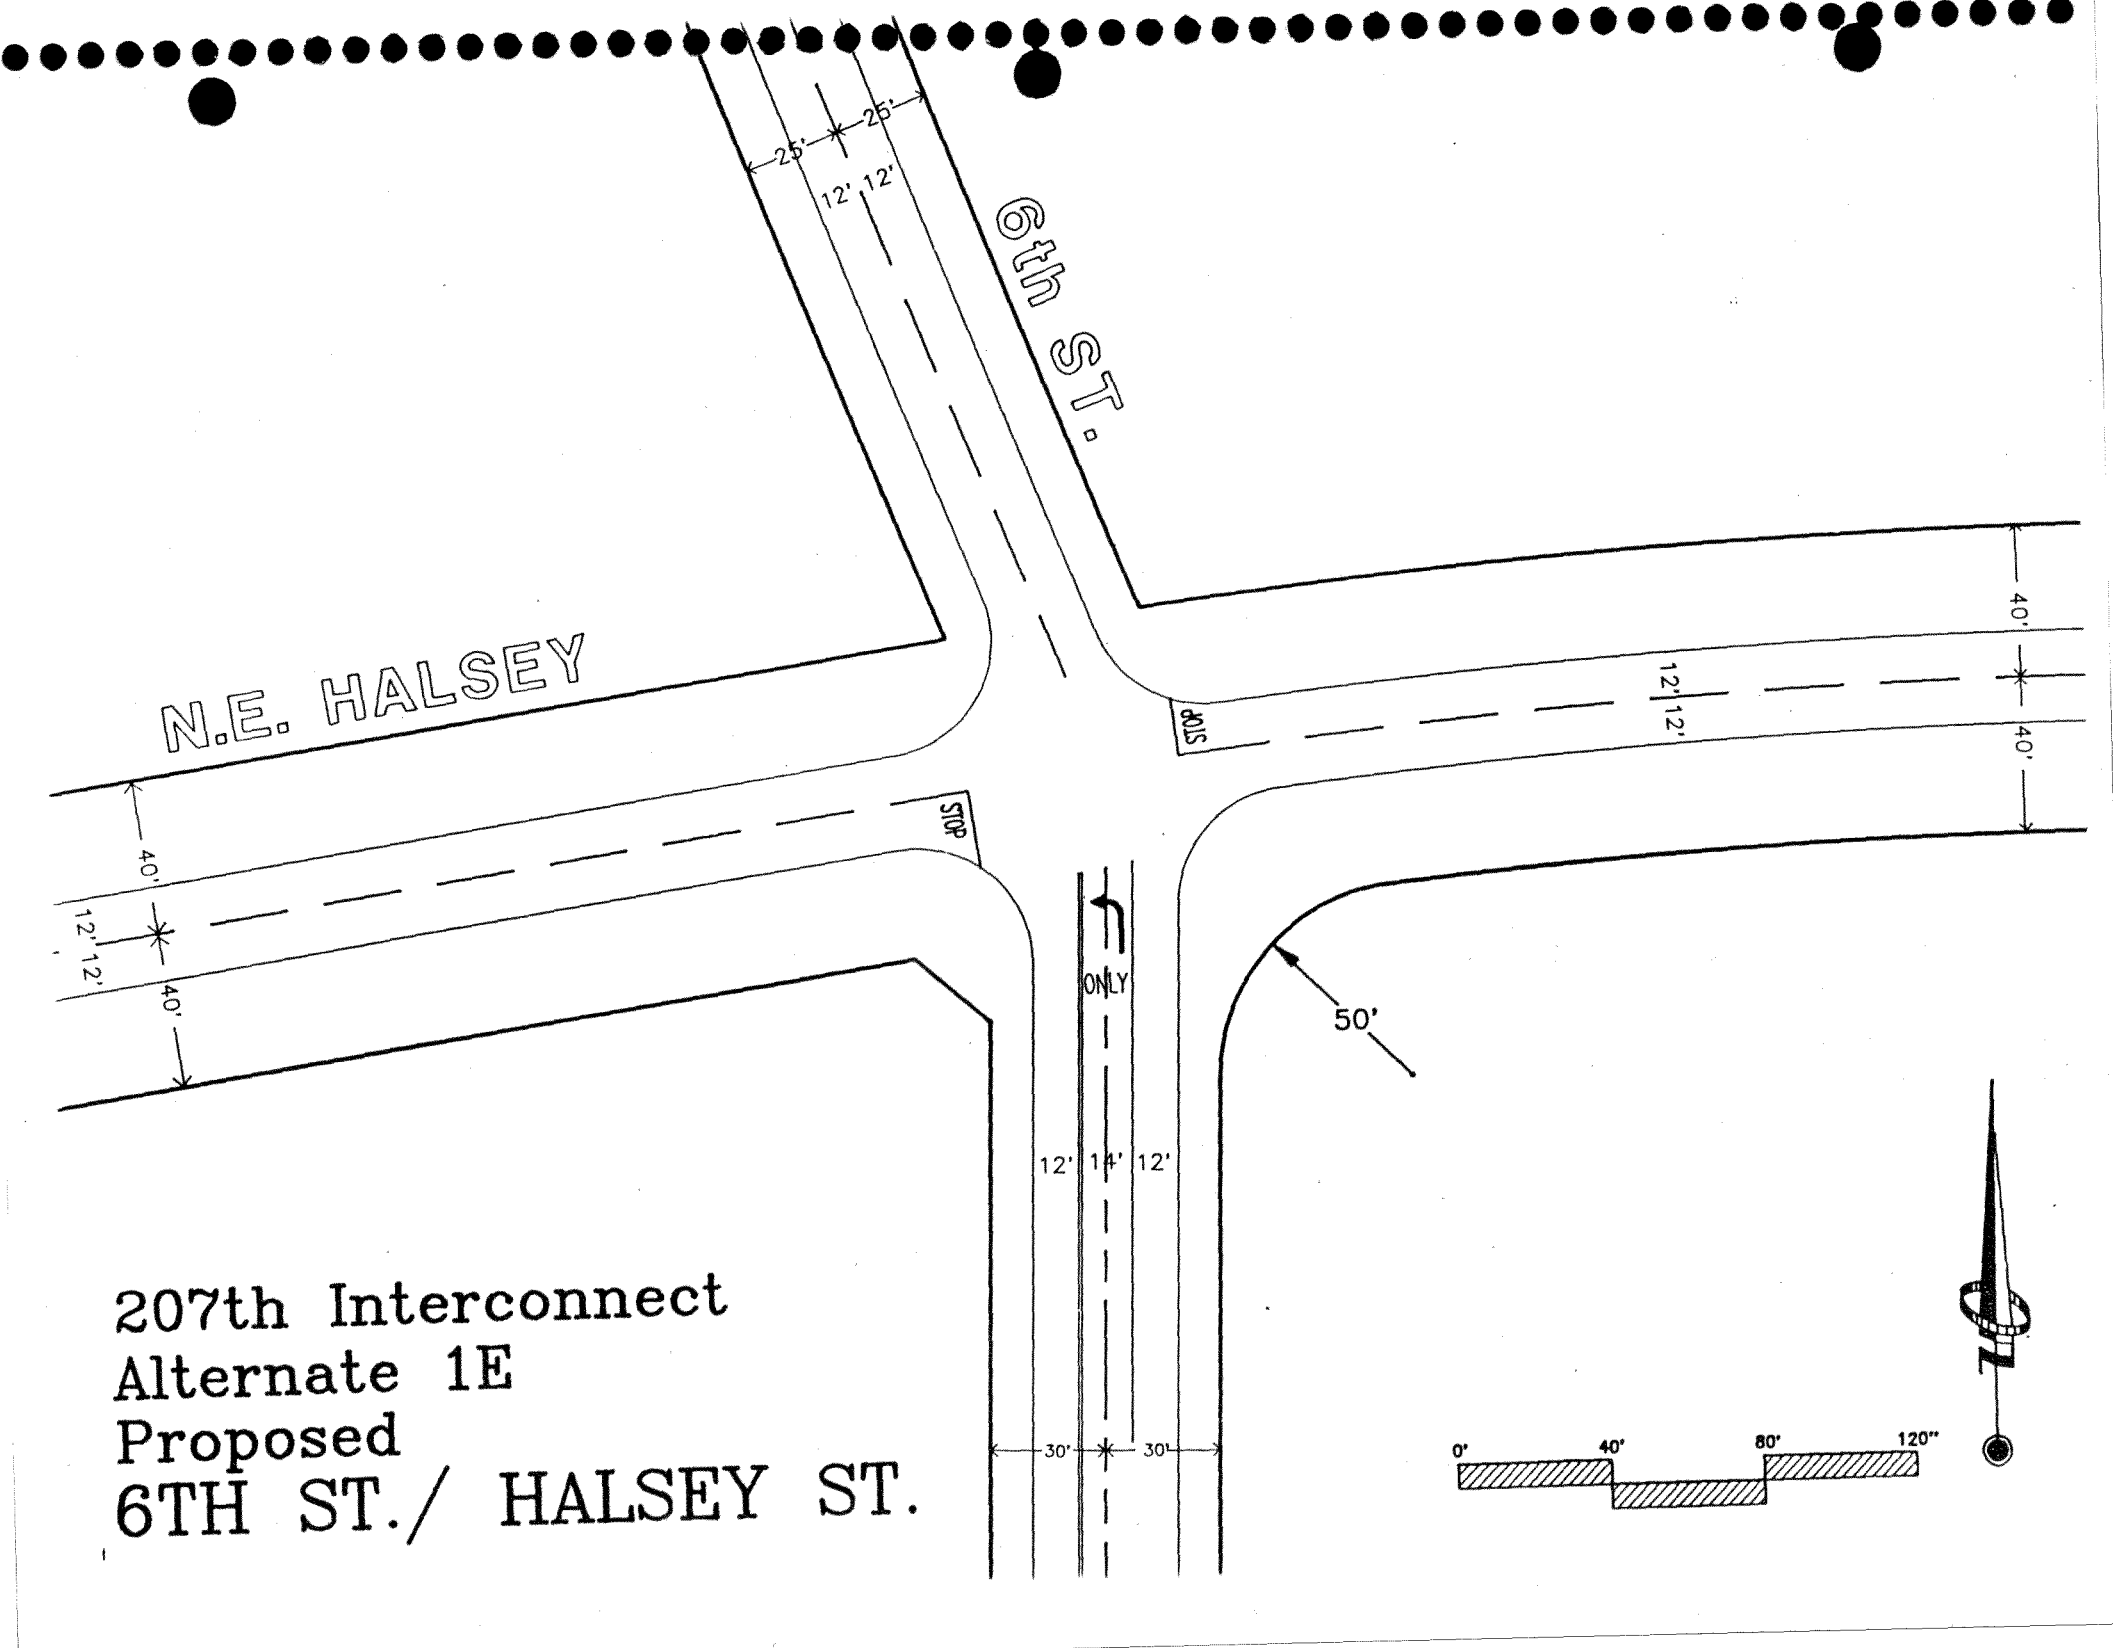 25'
25'
12' 12'
6th ST.
N.E. HALSEY
40'
40'
12'
12'
STOP
40'
12'
12'
40'
STOP
ONLY
50'
12' 14' 12'
30' 30'
207th Interconnect
Alternate 1E
Proposed
6TH ST./ HALSEY ST.
0' 40' 80' 120"
N